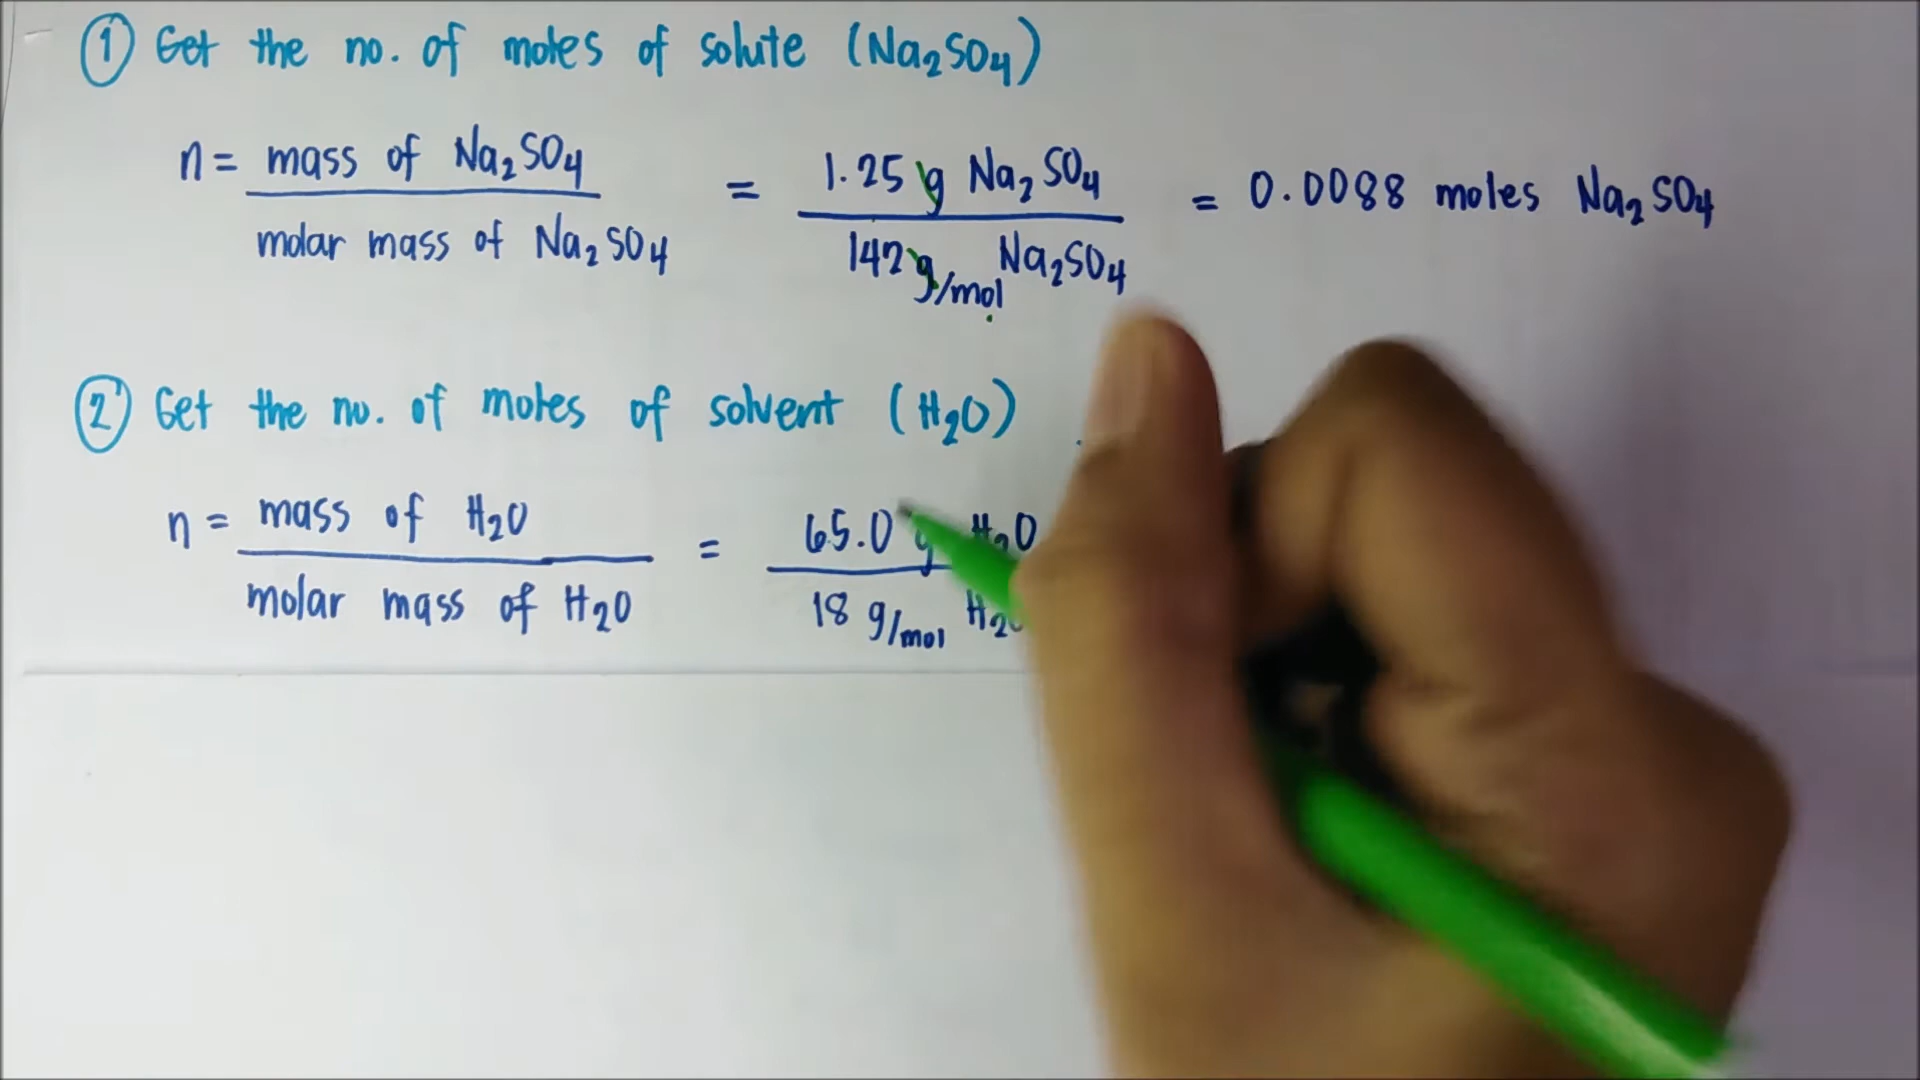 ① Get the no. of moles of solute (Na₂SO₄)
n = mass of Na₂SO₄ / molar mass of Na₂SO₄ = 1.25 g Na₂SO₄ / 142 g/mol Na₂SO₄ = 0.0088 moles Na₂SO₄
② Get the no. of moles of solvent (H₂O)
n = mass of H₂O / molar mass of H₂O = 65.0 g H₂O / 18 g/mol H₂O